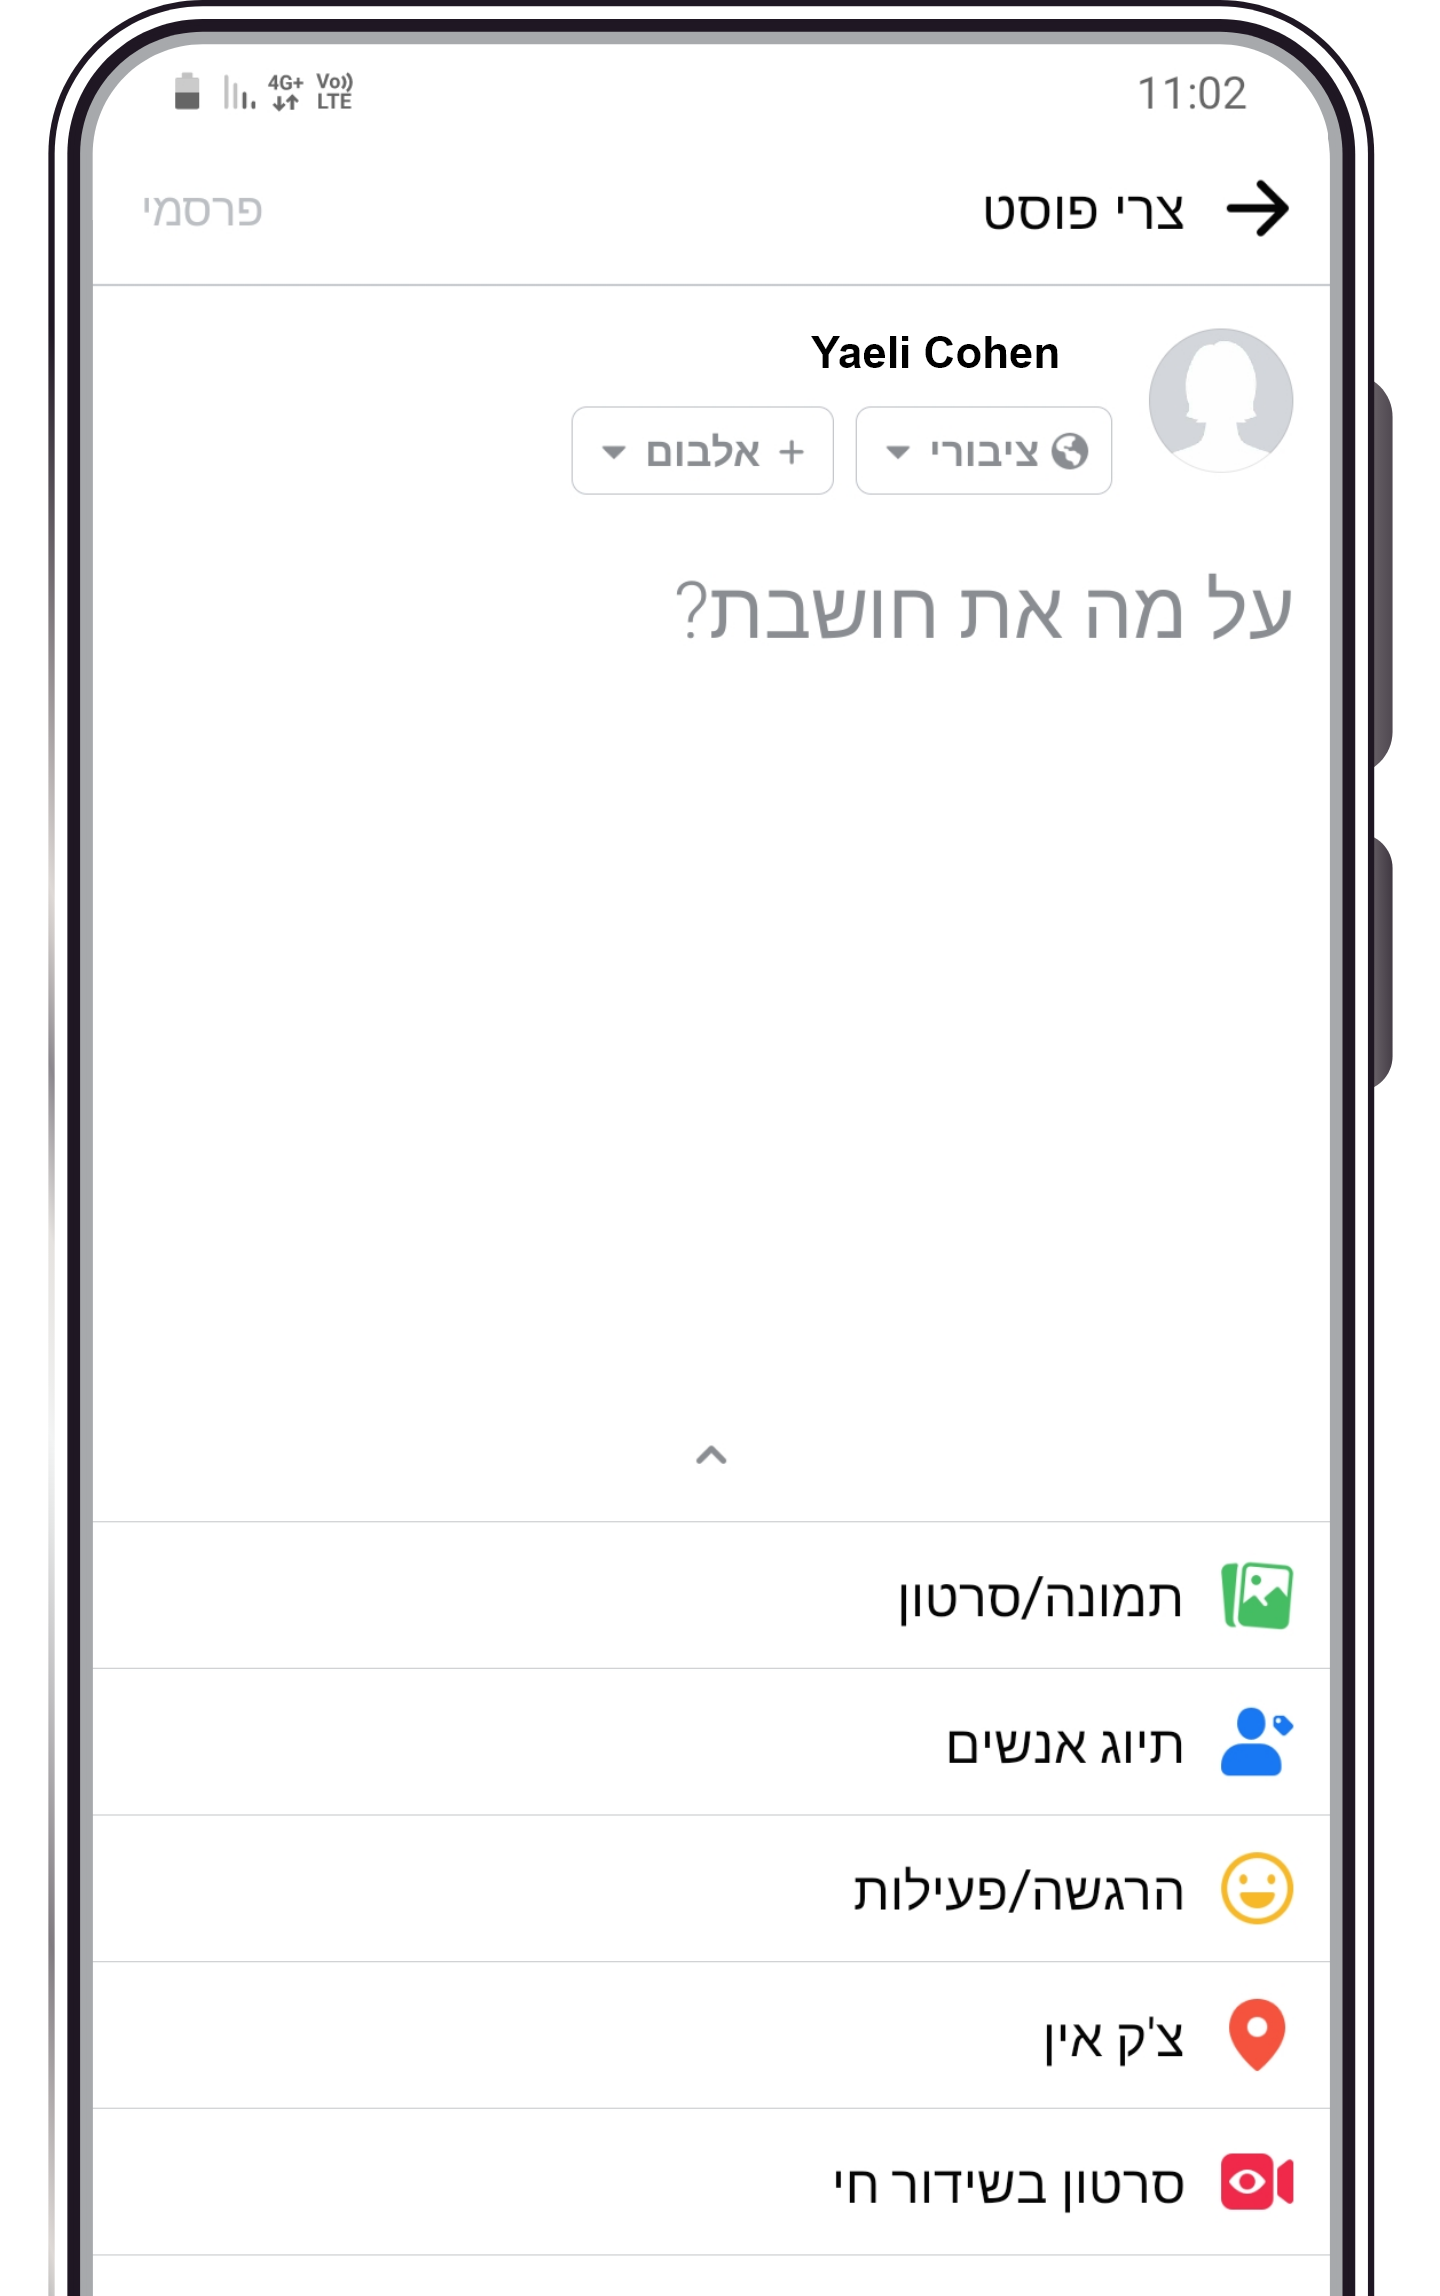 11:02 4G+ Vo)) LTE
צרי פוסט פרסמי
Yaeli Cohen
ציבורי + אלבום
על מה את חושבת?
תמונה/סרטון
תיוג אנשים
הרגשה/פעילות
צ'ק אין
סרטון בשידור חי